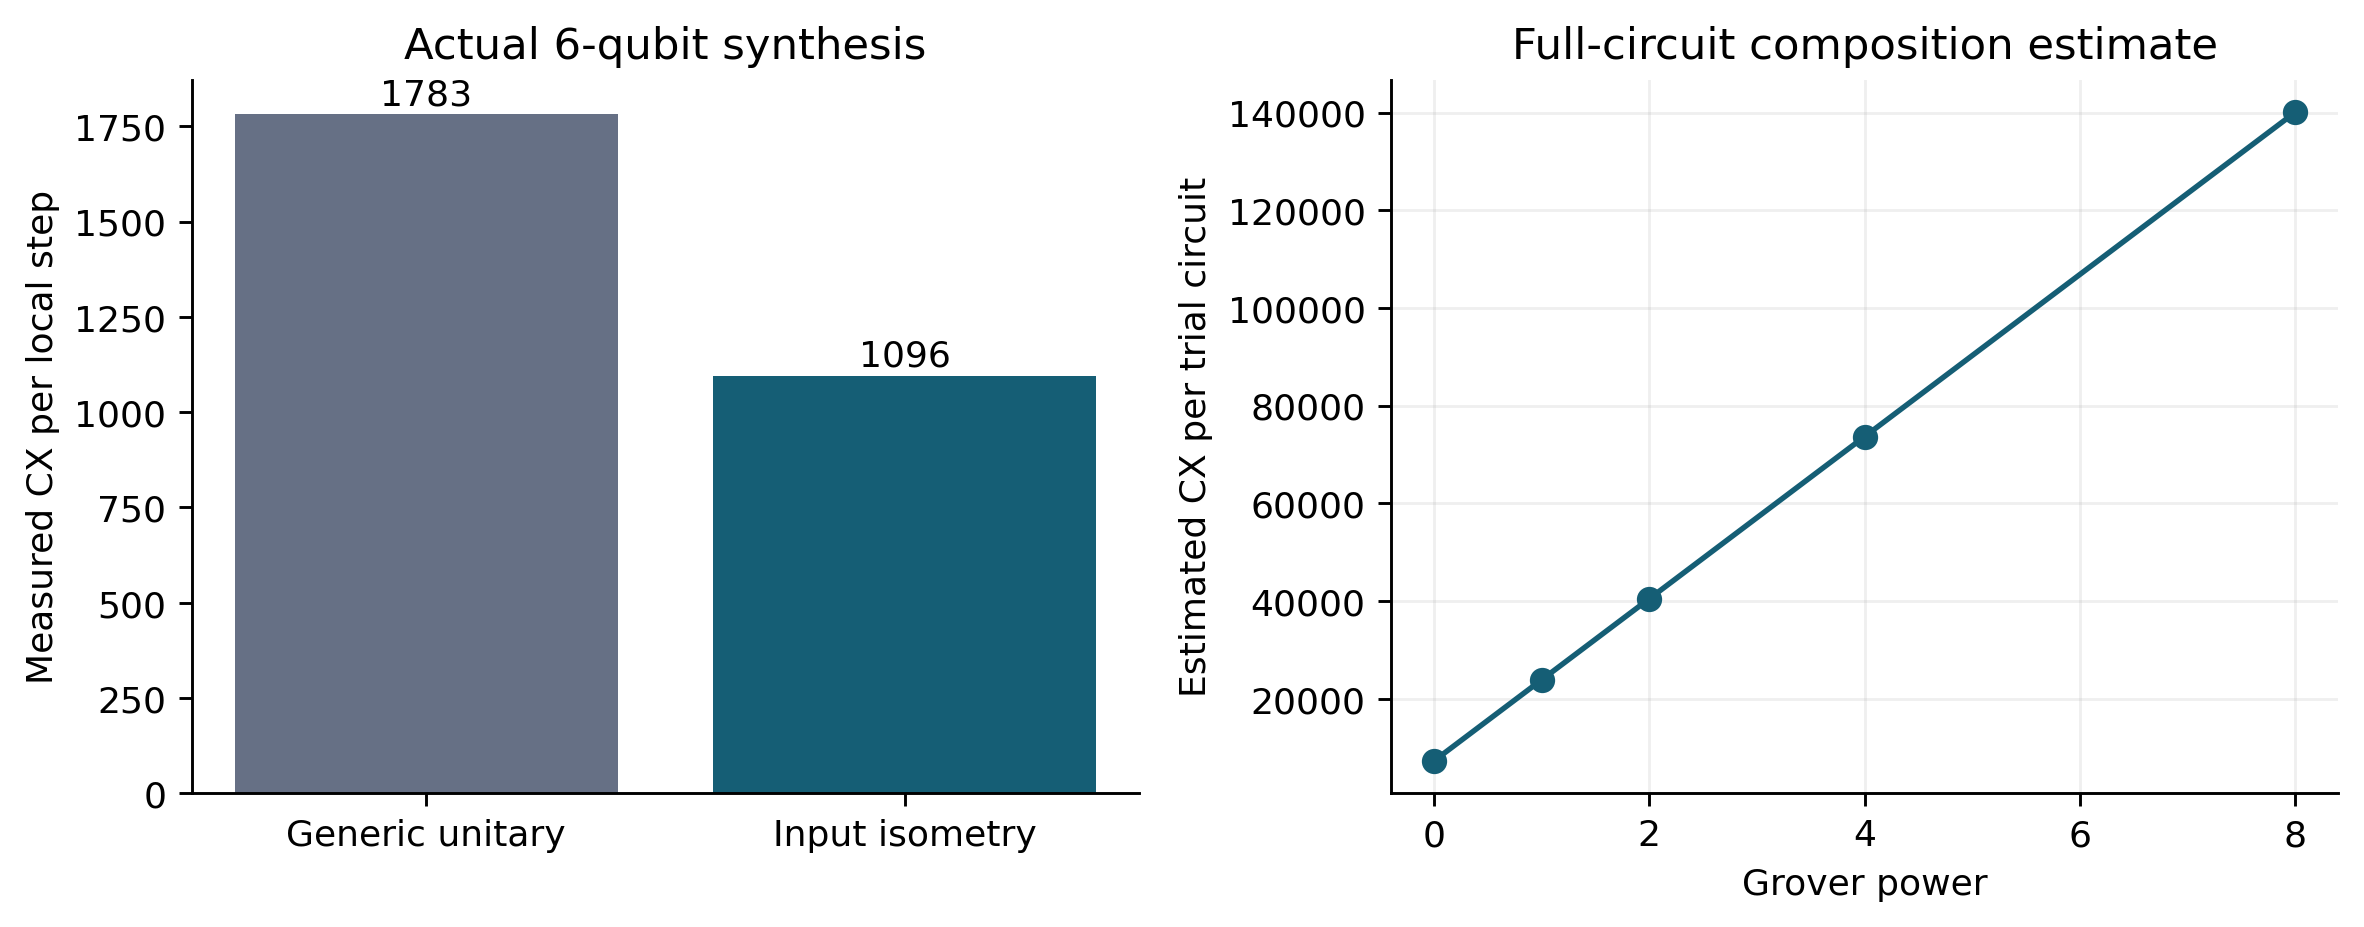 Actual 6-qubit synthesis
Measured CX per local step
1750
1500
1250
1000
750
500
250
0
1783
1096
Generic unitary
Input isometry
Full-circuit composition estimate
Estimated CX per trial circuit
140000
120000
100000
80000
60000
40000
20000
0 2 4 6 8
Grover power